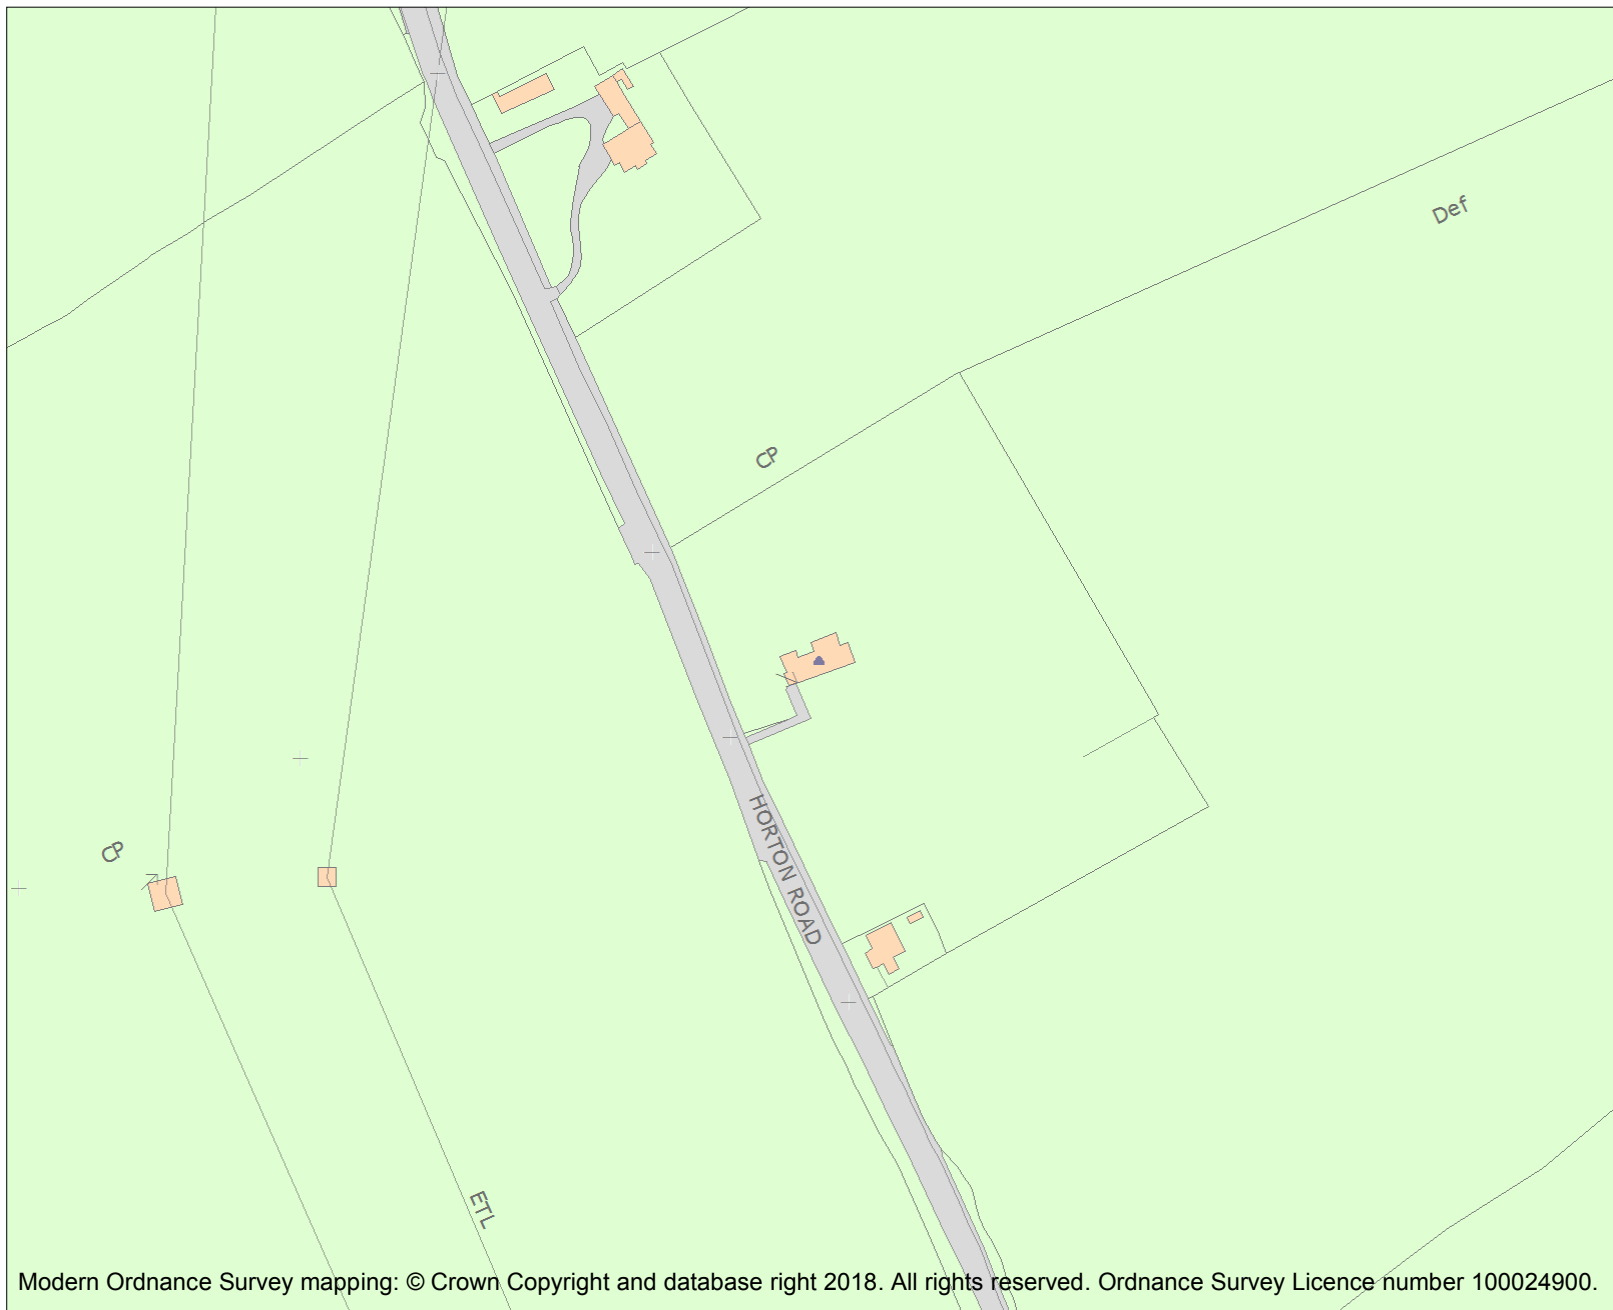 Def
CP
HORTON ROAD
CP
ETL
Modern Ordnance Survey mapping: © Crown Copyright and database right 2018. All rights reserved. Ordnance Survey Licence number 100024900.